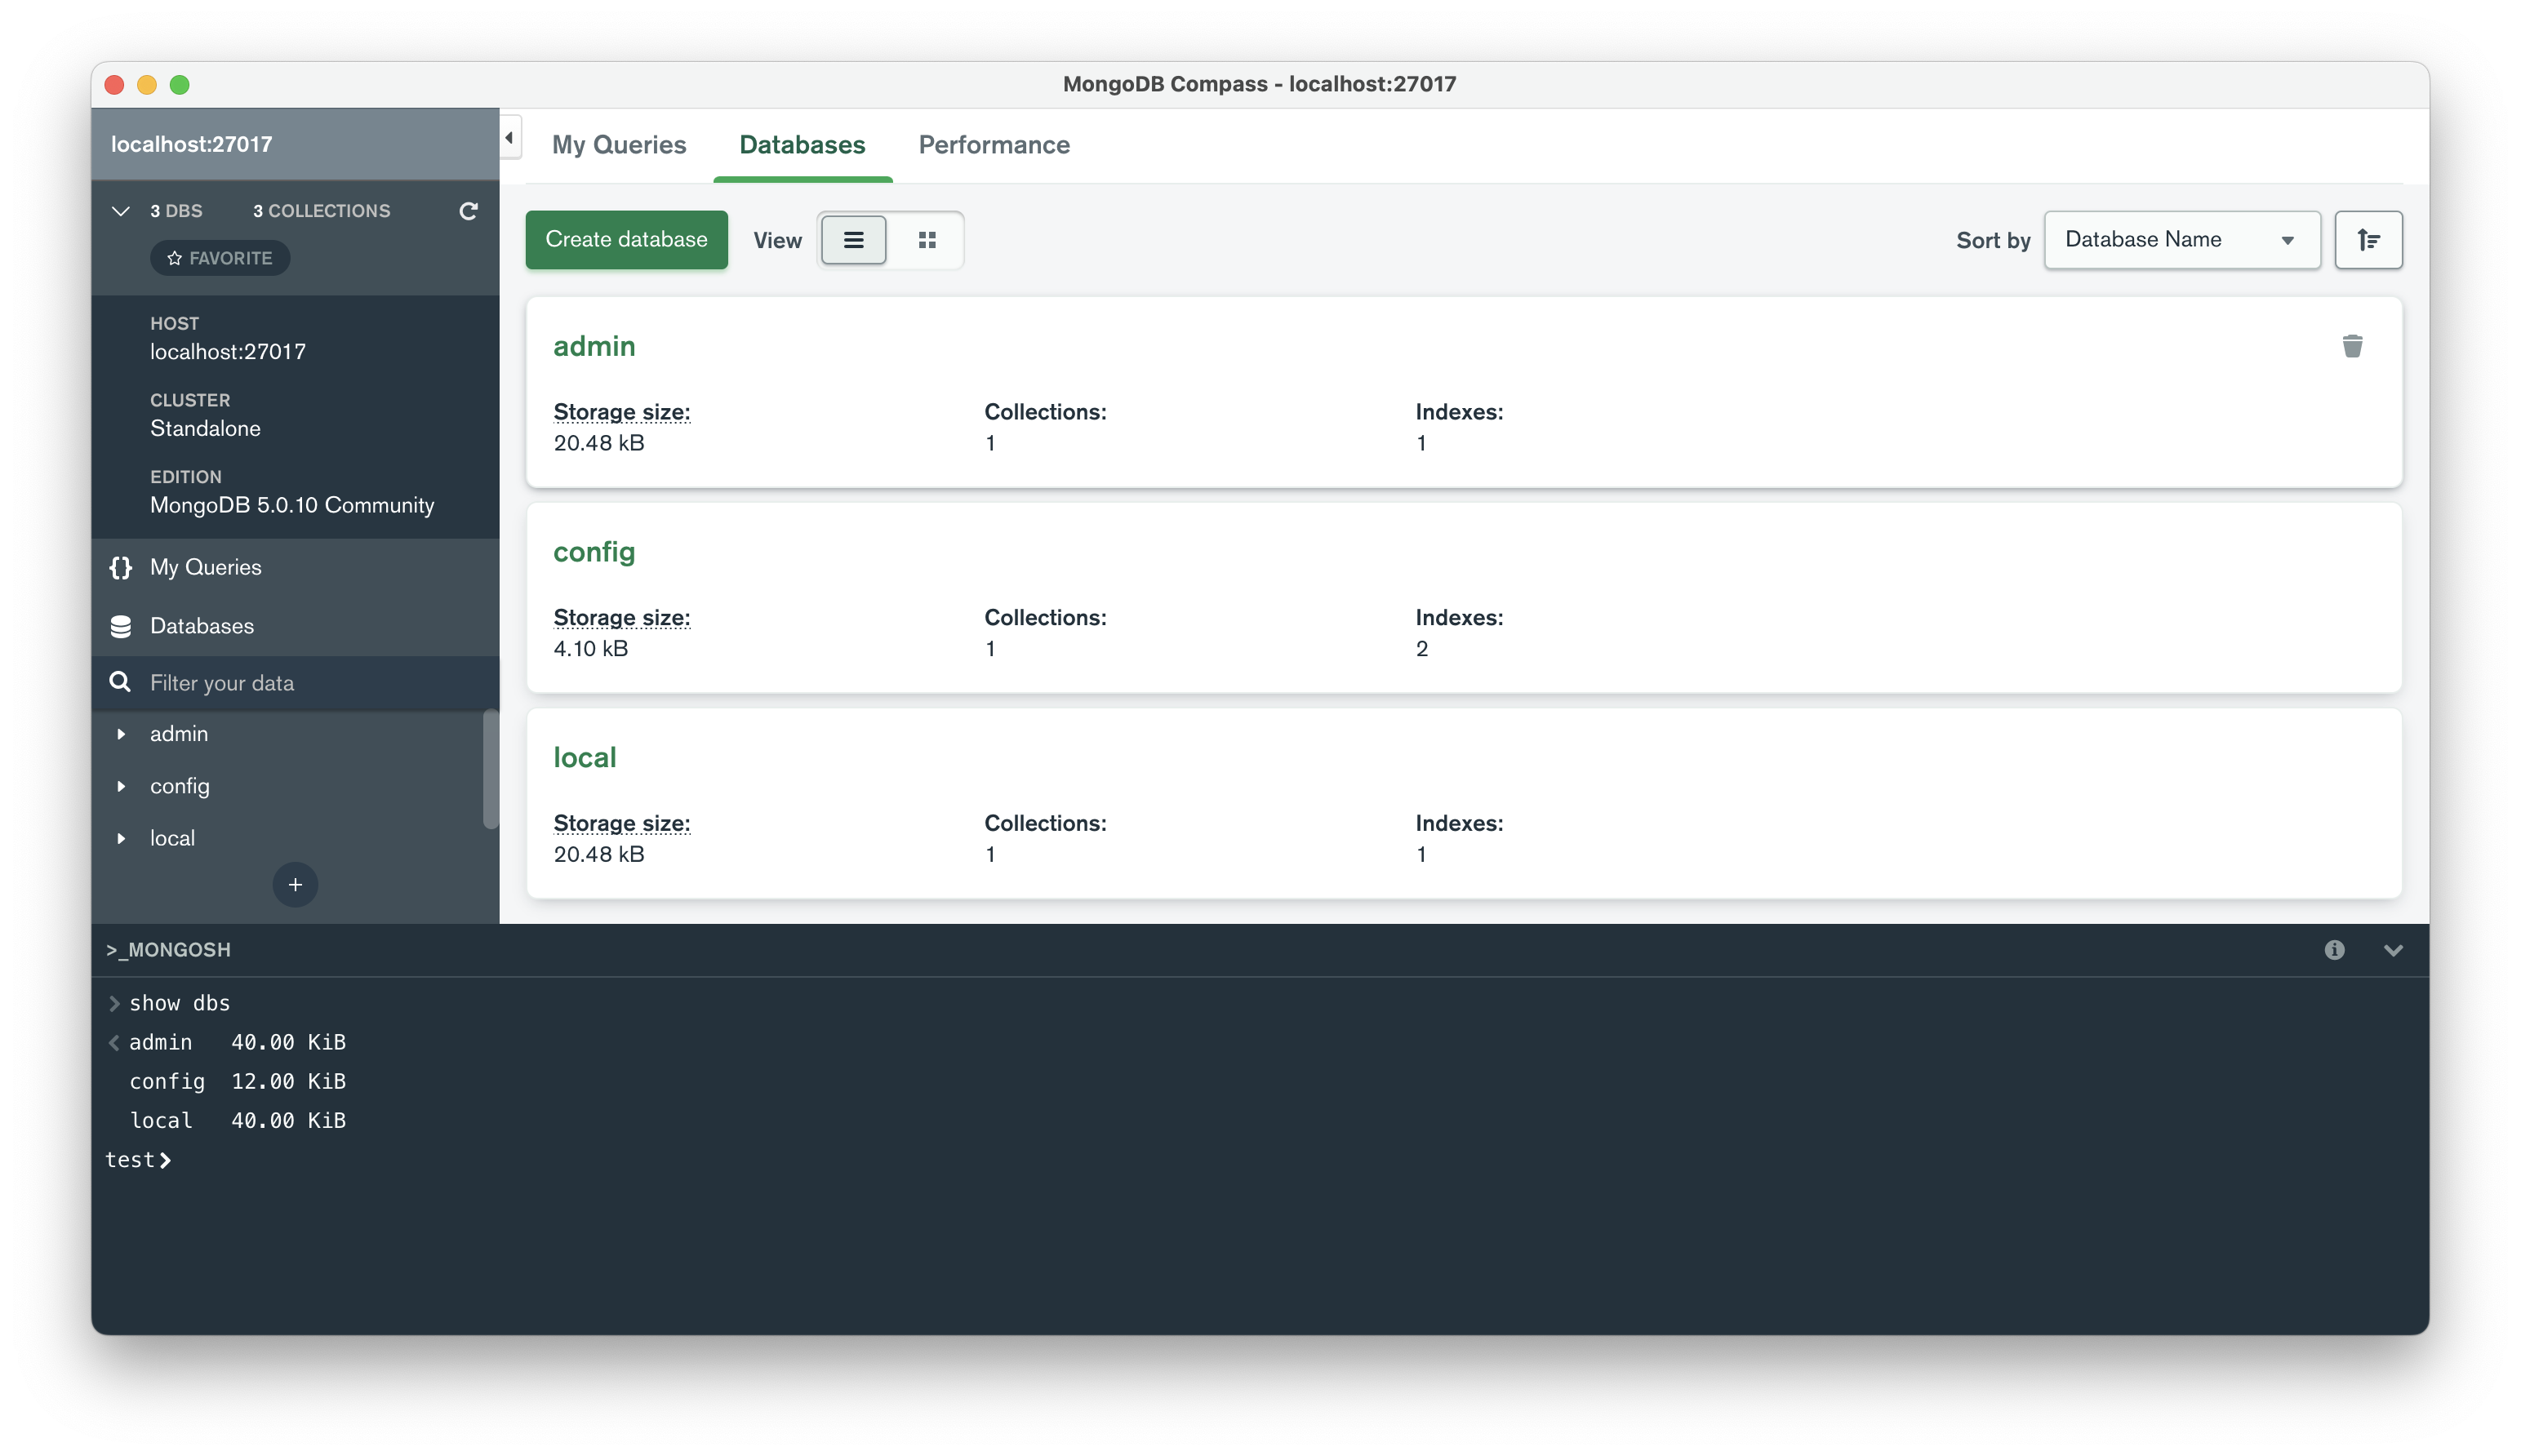 MongoDB Compass - localhost:27017
localhost:27017
3 DBS 3 COLLECTIONS
FAVORITE
HOST
localhost:27017
CLUSTER
Standalone
EDITION
MongoDB 5.0.10 Community
{} My Queries
Databases
Filter your data
admin
config
local
+
My Queries Databases Performance
Create database View Sort by Database Name
admin
Storage size: Collections: Indexes:
20.48 kB 1 1
config
Storage size: Collections: Indexes:
4.10 kB 1 2
local
Storage size: Collections: Indexes:
20.48 kB 1 1
>_MONGOSH
> show dbs
< admin 40.00 KiB
config 12.00 KiB
local 40.00 KiB
test>